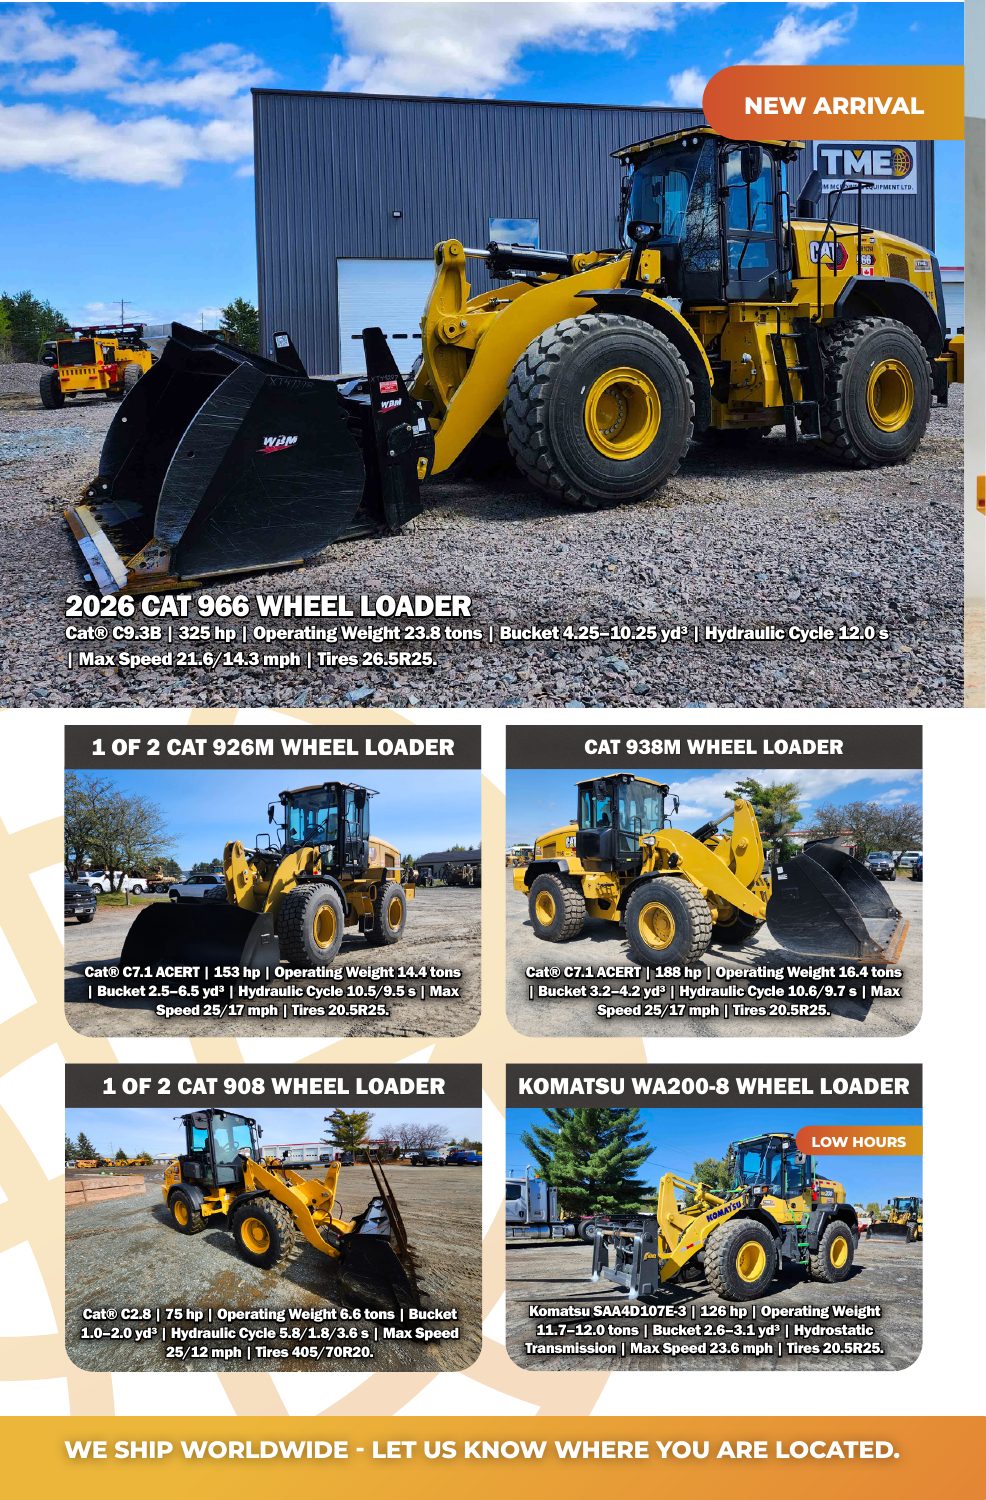 NEW ARRIVAL
TME
EQUIPMENT LTD.
CAT
966
TME
XT47297
WBM
WBM
2026 CAT 966 WHEEL LOADER
Cat® C9.3B | 325 hp | Operating Weight 23.8 tons | Bucket 4.25–10.25 yd³ | Hydraulic Cycle 12.0 s
| Max Speed 21.6/14.3 mph | Tires 26.5R25.
1 OF 2 CAT 926M WHEEL LOADER
Cat® C7.1 ACERT | 153 hp | Operating Weight 14.4 tons
| Bucket 2.5–6.5 yd³ | Hydraulic Cycle 10.5/9.5 s | Max
Speed 25/17 mph | Tires 20.5R25.
CAT 938M WHEEL LOADER
CAT
Cat® C7.1 ACERT | 188 hp | Operating Weight 16.4 tons
| Bucket 3.2–4.2 yd³ | Hydraulic Cycle 10.6/9.7 s | Max
Speed 25/17 mph | Tires 20.5R25.
1 OF 2 CAT 908 WHEEL LOADER
Cat® C2.8 | 75 hp | Operating Weight 6.6 tons | Bucket
1.0–2.0 yd³ | Hydraulic Cycle 5.8/1.8/3.6 s | Max Speed
25/12 mph | Tires 405/70R20.
KOMATSU WA200-8 WHEEL LOADER
LOW HOURS
KOMATSU
Komatsu SAA4D107E-3 | 126 hp | Operating Weight
11.7–12.0 tons | Bucket 2.6–3.1 yd³ | Hydrostatic
Transmission | Max Speed 23.6 mph | Tires 20.5R25.
WE SHIP WORLDWIDE - LET US KNOW WHERE YOU ARE LOCATED.